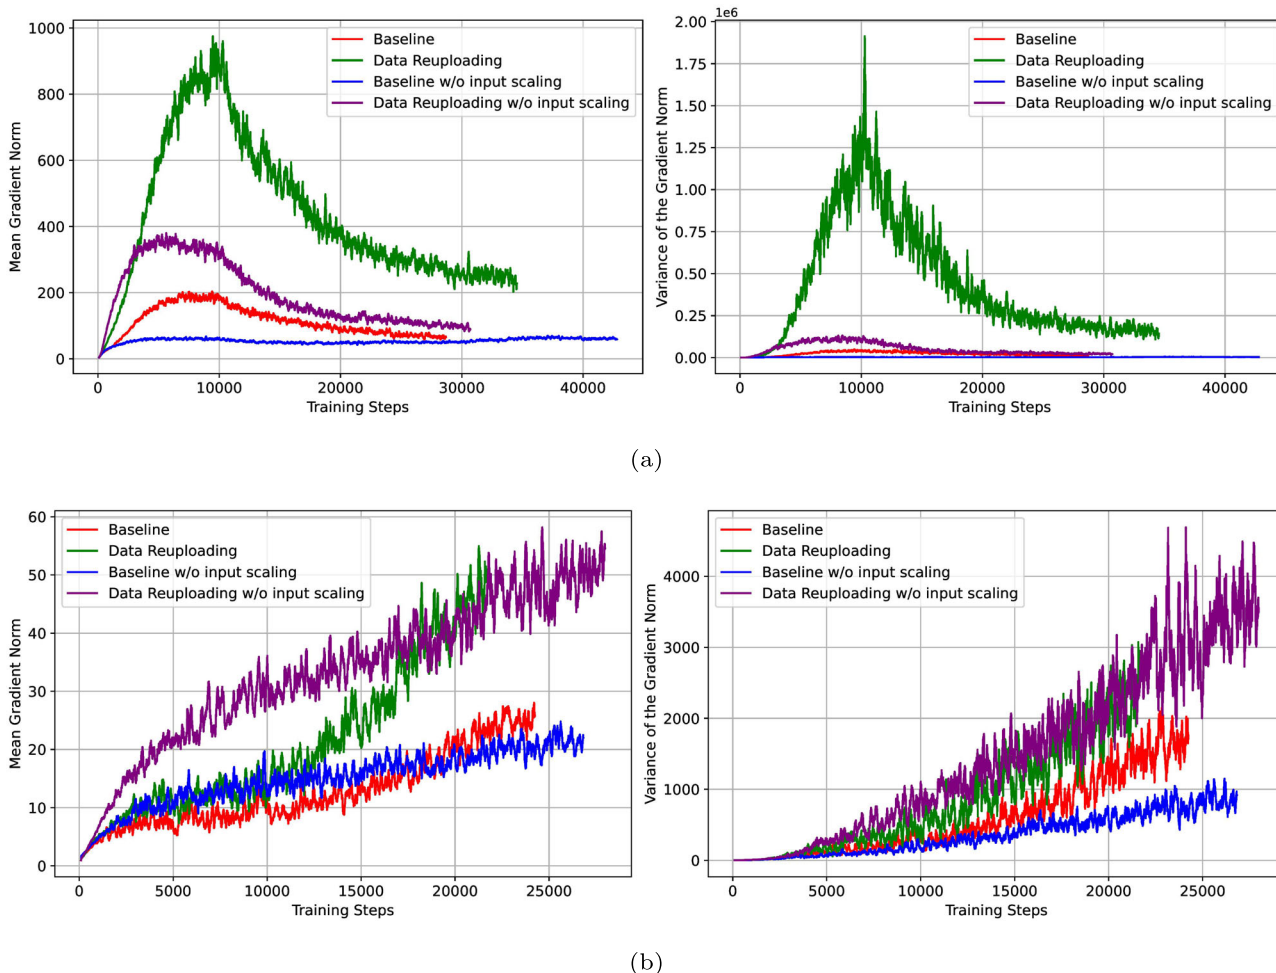 1000
800
600
400
200
0
Mean Gradient Norm
Baseline
Data Reuploading
Baseline w/o input scaling
Data Reuploading w/o input scaling
0 10000 20000 30000 40000
Training Steps
1e6
2.00
1.75
1.50
1.25
1.00
0.75
0.50
0.25
0.00
Variance of the Gradient Norm
Baseline
Data Reuploading
Baseline w/o input scaling
Data Reuploading w/o input scaling
0 10000 20000 30000 40000
Training Steps
(a)
60
50
40
30
20
10
0
Mean Gradient Norm
Baseline
Data Reuploading
Baseline w/o input scaling
Data Reuploading w/o input scaling
0 5000 10000 15000 20000 25000
Training Steps
4000
3000
2000
1000
0
Variance of the Gradient Norm
Baseline
Data Reuploading
Baseline w/o input scaling
Data Reuploading w/o input scaling
0 5000 10000 15000 20000 25000
Training Steps
(b)